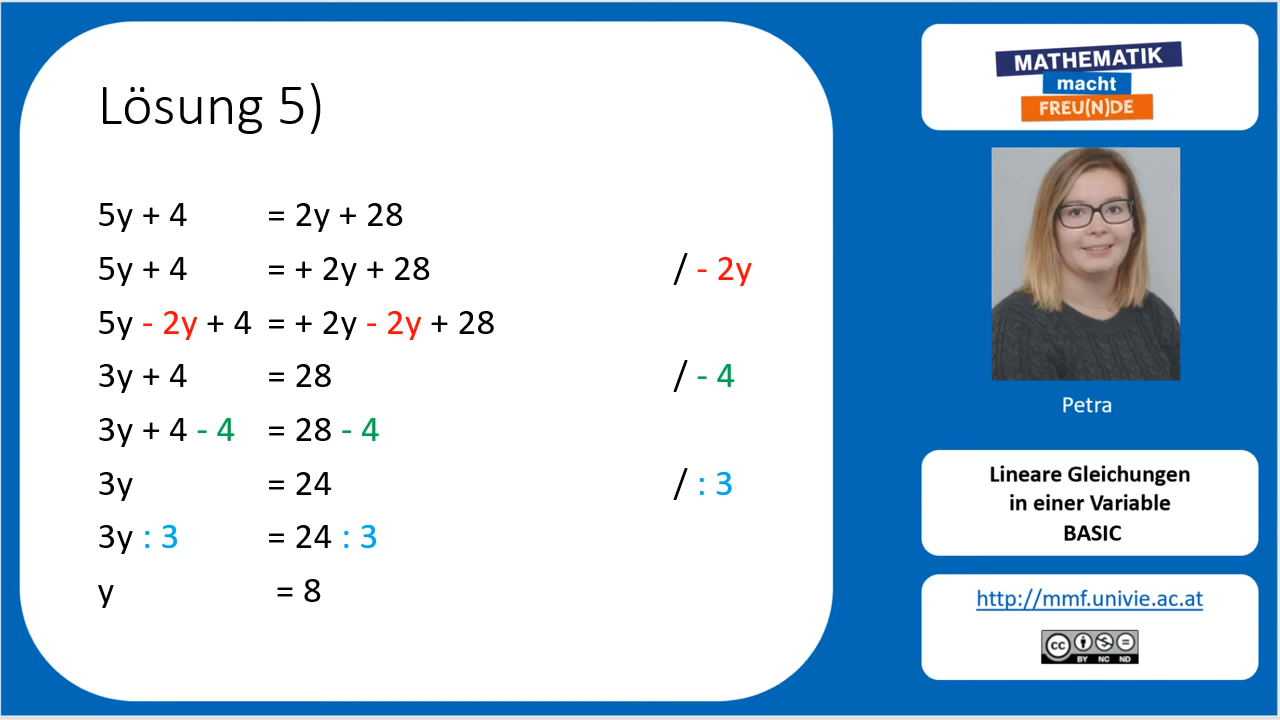 Lösung 5)
5y + 4 = 2y + 28
5y + 4 = + 2y + 28 / - 2y
5y - 2y + 4 = + 2y - 2y + 28
3y + 4 = 28 / - 4
3y + 4 - 4 = 28 - 4
3y = 24 / : 3
3y : 3 = 24 : 3
y = 8
MATHEMATIK
macht
FREU(N)DE
Petra
Lineare Gleichungen
in einer Variable
BASIC
http://mmf.univie.ac.at
cc
BY NC ND